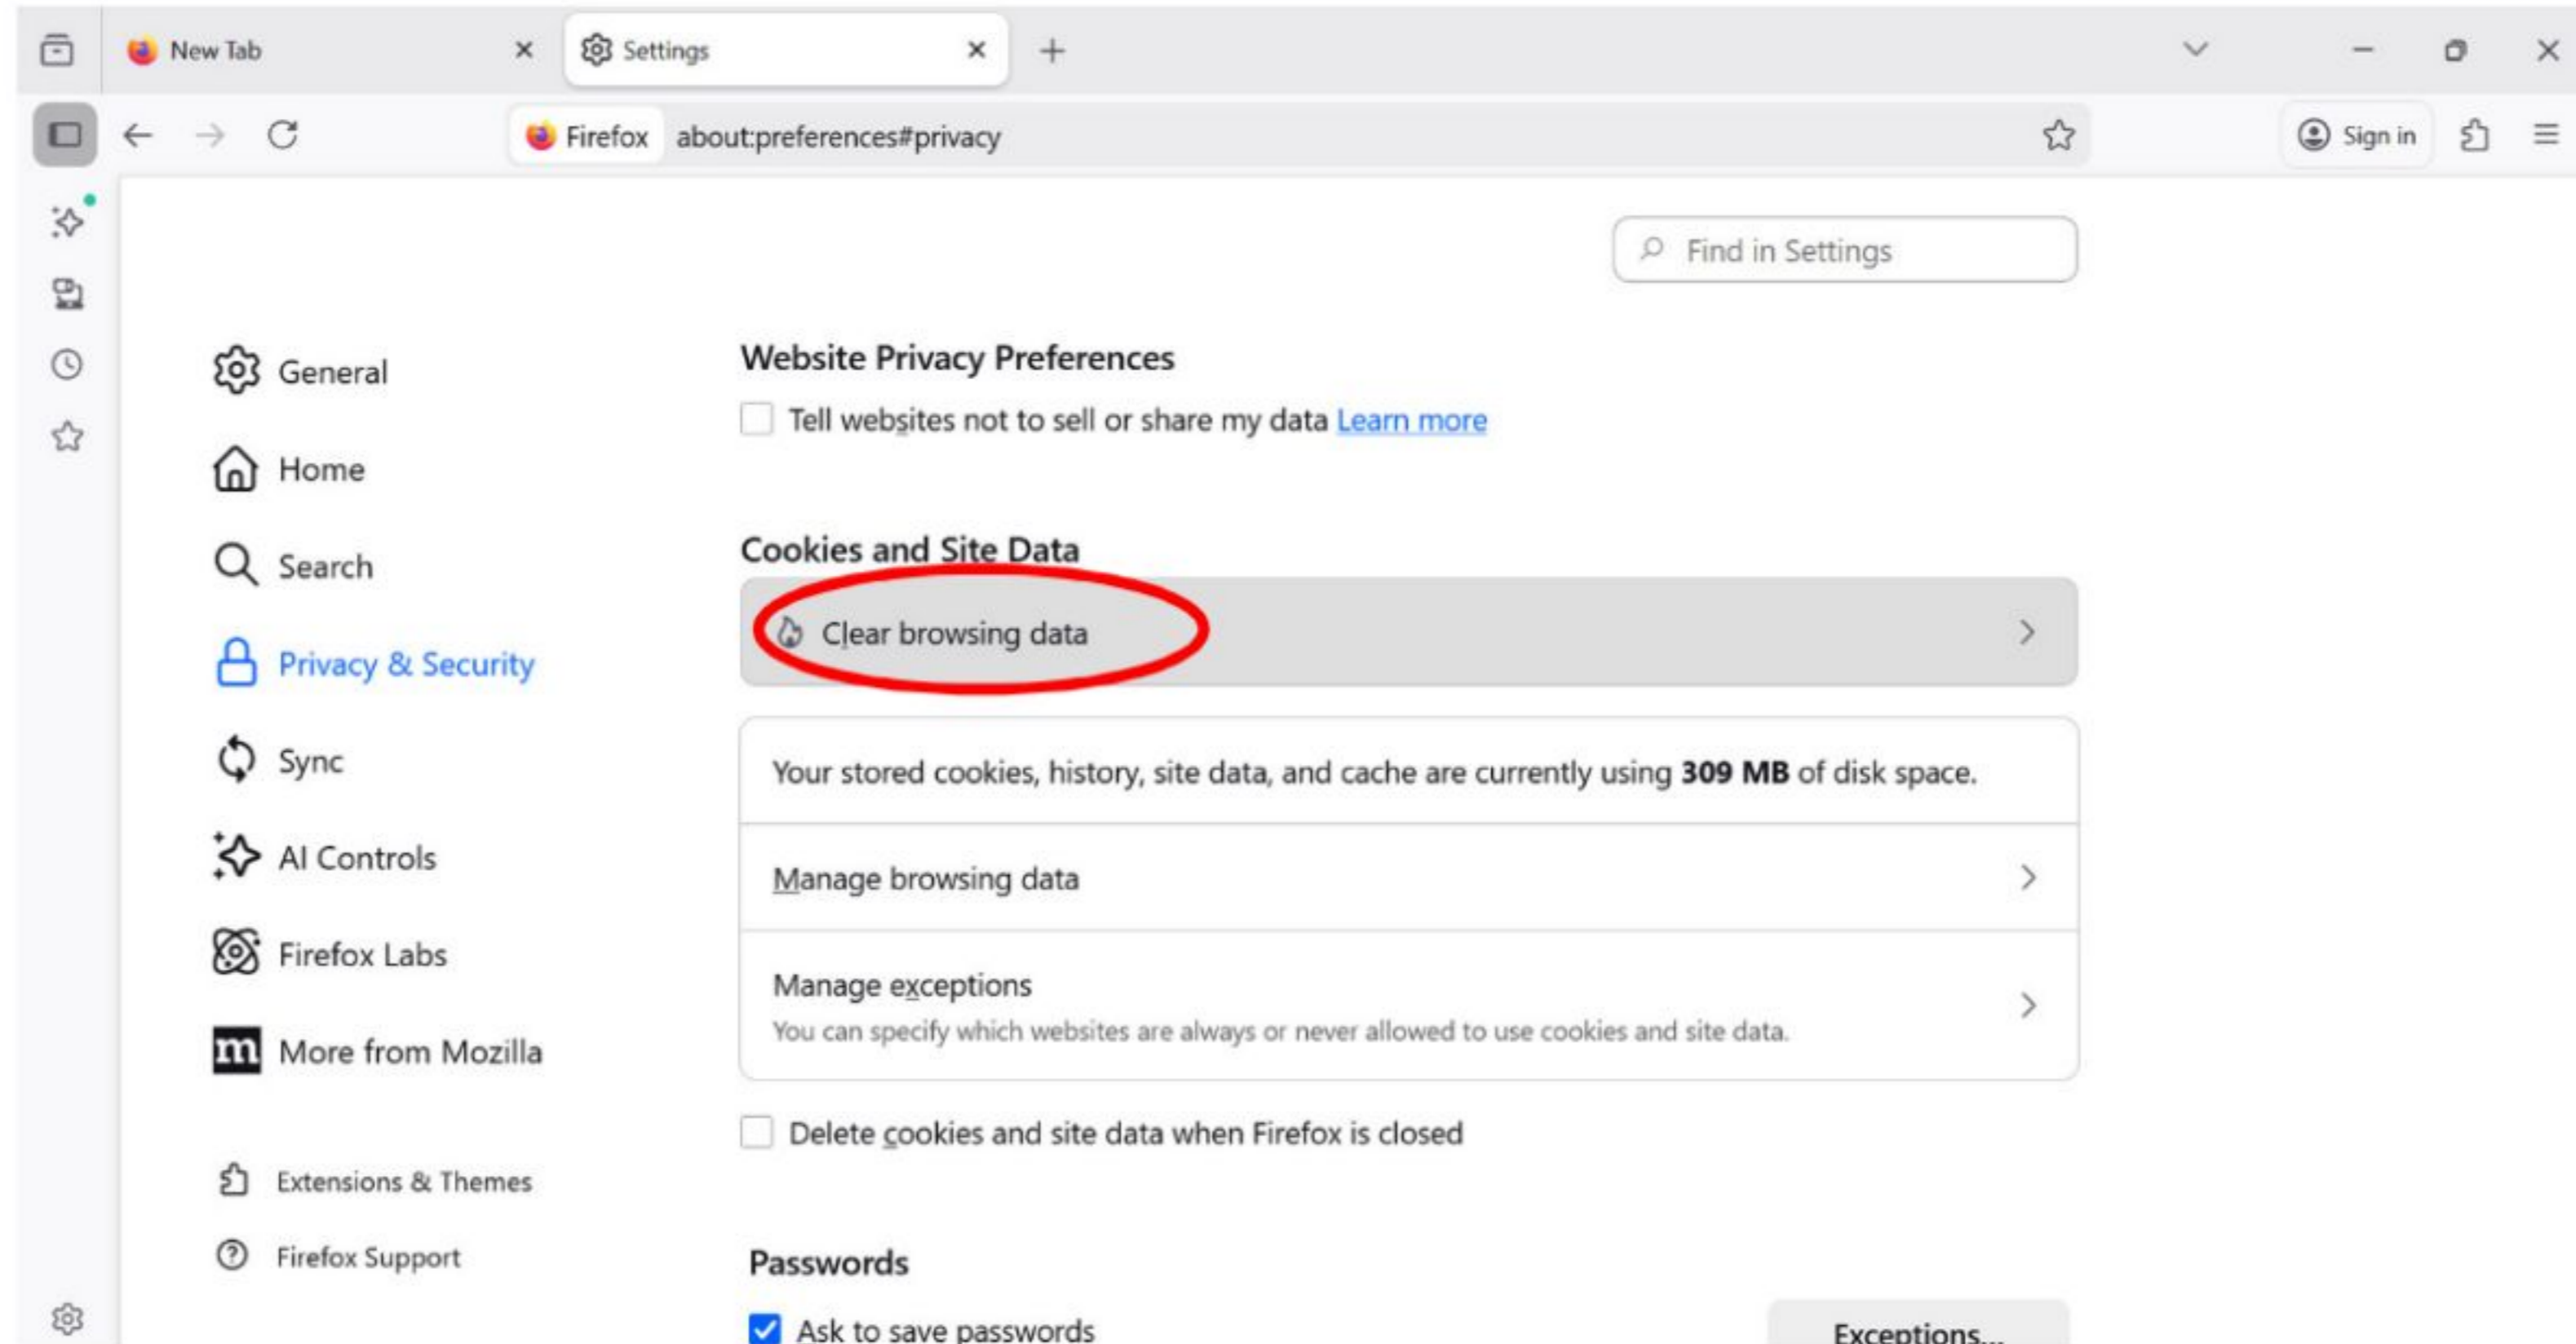 New Tab
Settings
Firefox about:preferences#privacy
Sign in
Find in Settings
General
Home
Search
Privacy & Security
Sync
AI Controls
Firefox Labs
m More from Mozilla
Extensions & Themes
Firefox Support
Website Privacy Preferences
Tell websites not to sell or share my data Learn more
Cookies and Site Data
Clear browsing data
Your stored cookies, history, site data, and cache are currently using 309 MB of disk space.
Manage browsing data
Manage exceptions
You can specify which websites are always or never allowed to use cookies and site data.
Delete cookies and site data when Firefox is closed
Passwords
Ask to save passwords
Exceptions...